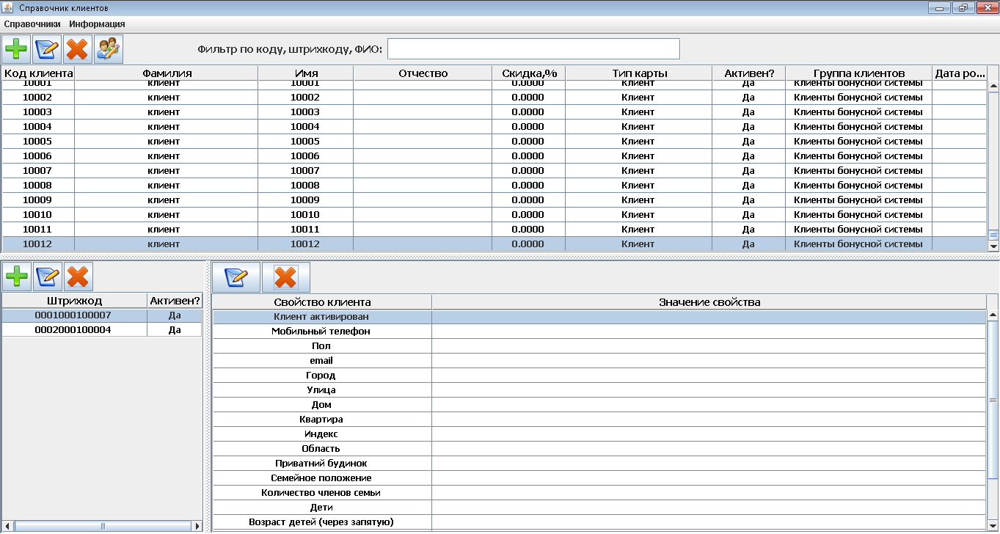 Справочник клиентов
Справочники Информация
Фильтр по коду, штрихкоду, ФИО:
Код клиента Фамилия Имя Отчество Скидка,% Тип карты Активен? Группа клиентов Дата ро...
10001 клиент 10001 0.0000 Клиент Да Клиенты бонусной системы
10002 клиент 10002 0.0000 Клиент Да Клиенты бонусной системы
10003 клиент 10003 0.0000 Клиент Да Клиенты бонусной системы
10004 клиент 10004 0.0000 Клиент Да Клиенты бонусной системы
10005 клиент 10005 0.0000 Клиент Да Клиенты бонусной системы
10006 клиент 10006 0.0000 Клиент Да Клиенты бонусной системы
10007 клиент 10007 0.0000 Клиент Да Клиенты бонусной системы
10008 клиент 10008 0.0000 Клиент Да Клиенты бонусной системы
10009 клиент 10009 0.0000 Клиент Да Клиенты бонусной системы
10010 клиент 10010 0.0000 Клиент Да Клиенты бонусной системы
10011 клиент 10011 0.0000 Клиент Да Клиенты бонусной системы
10012 клиент 10012 0.0000 Клиент Да Клиенты бонусной системы
Штрихкод Активен?
0001000100007 Да
0002000100004 Да
Свойство клиента Значение свойства
Клиент активирован
Мобильный телефон
Пол
email
Город
Улица
Дом
Квартира
Индекс
Область
Приватний будинок
Семейное положение
Количество членов семьи
Дети
Возраст детей (через запятую)